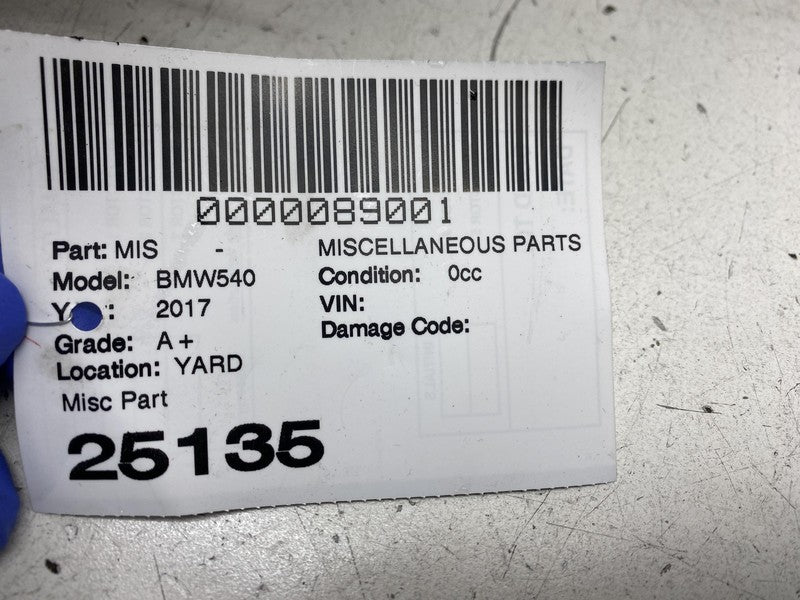 0000089001
Part: MIS - MISCELLANEOUS PARTS
Model: BMW540 Condition: 0cc
Y : 2017 VIN:
Grade: A+ Damage Code:
Location: YARD
Misc Part
25135